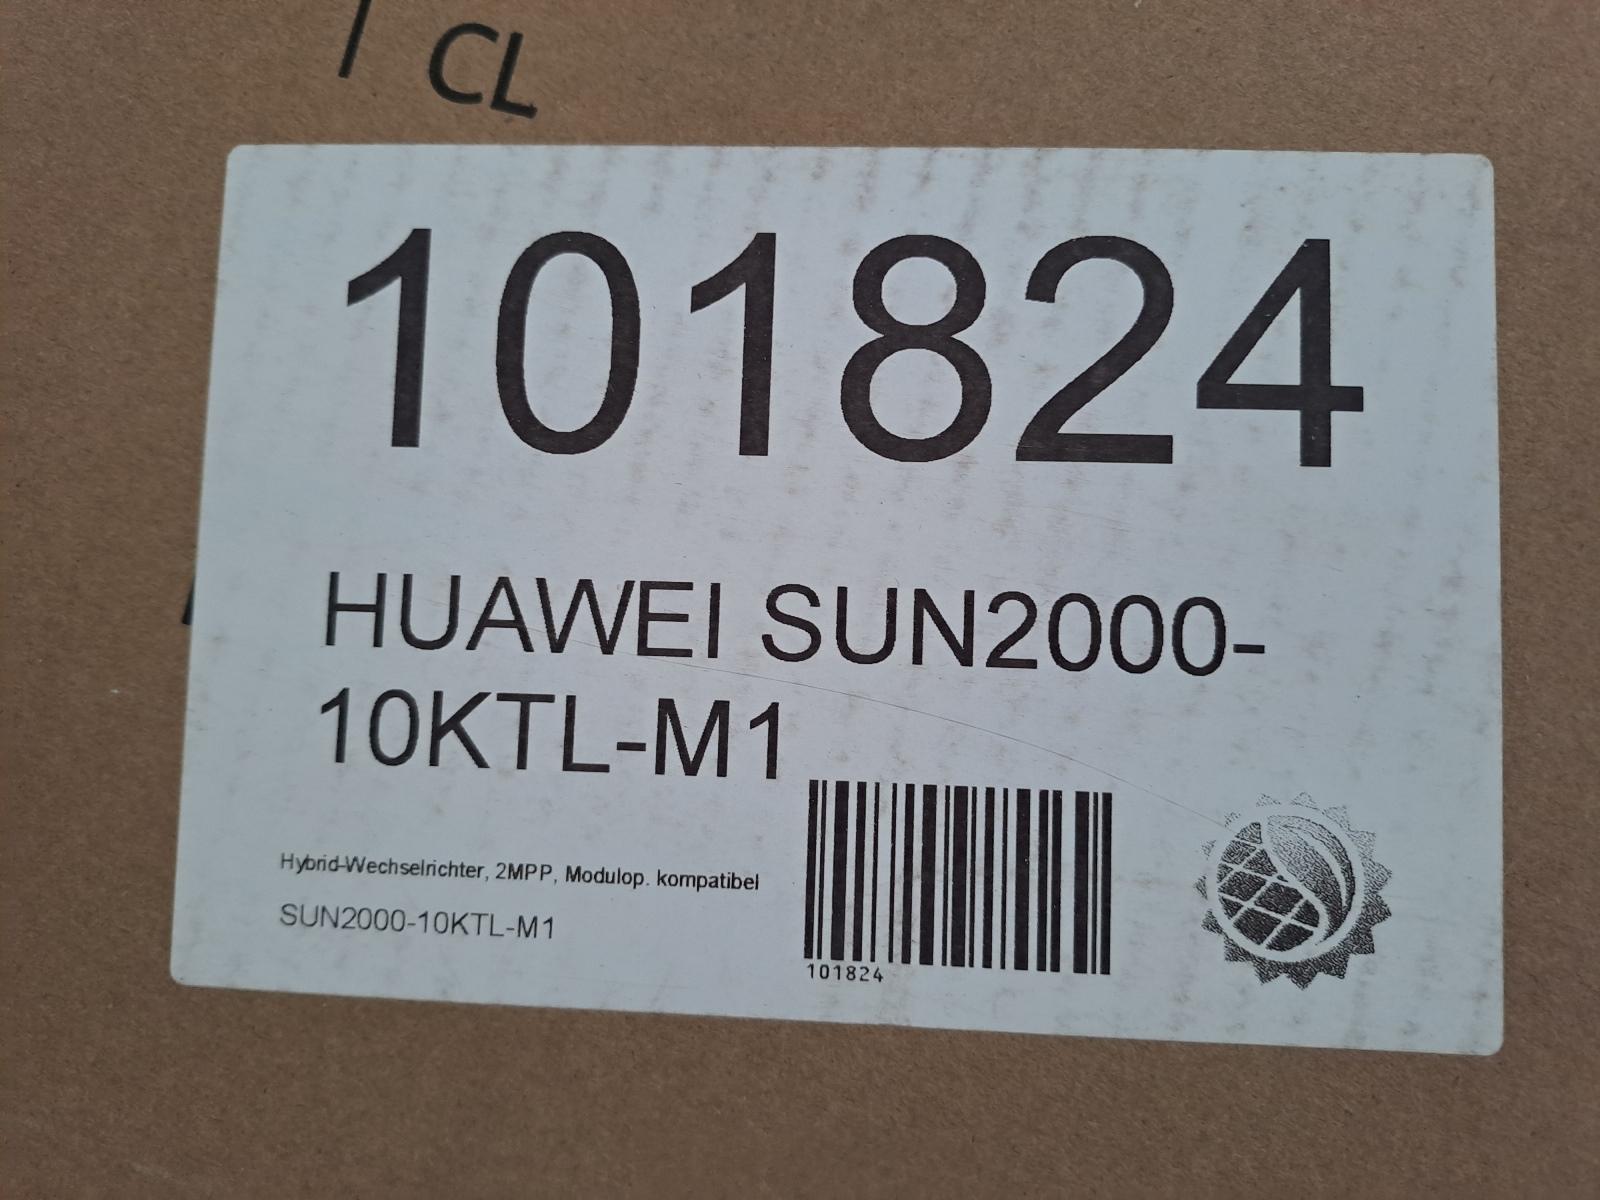 CL
101824
HUAWEI SUN2000-
10KTL-M1
Hybrid-Wechselrichter, 2MPP, Modulop. kompatibel
SUN2000-10KTL-M1
101824